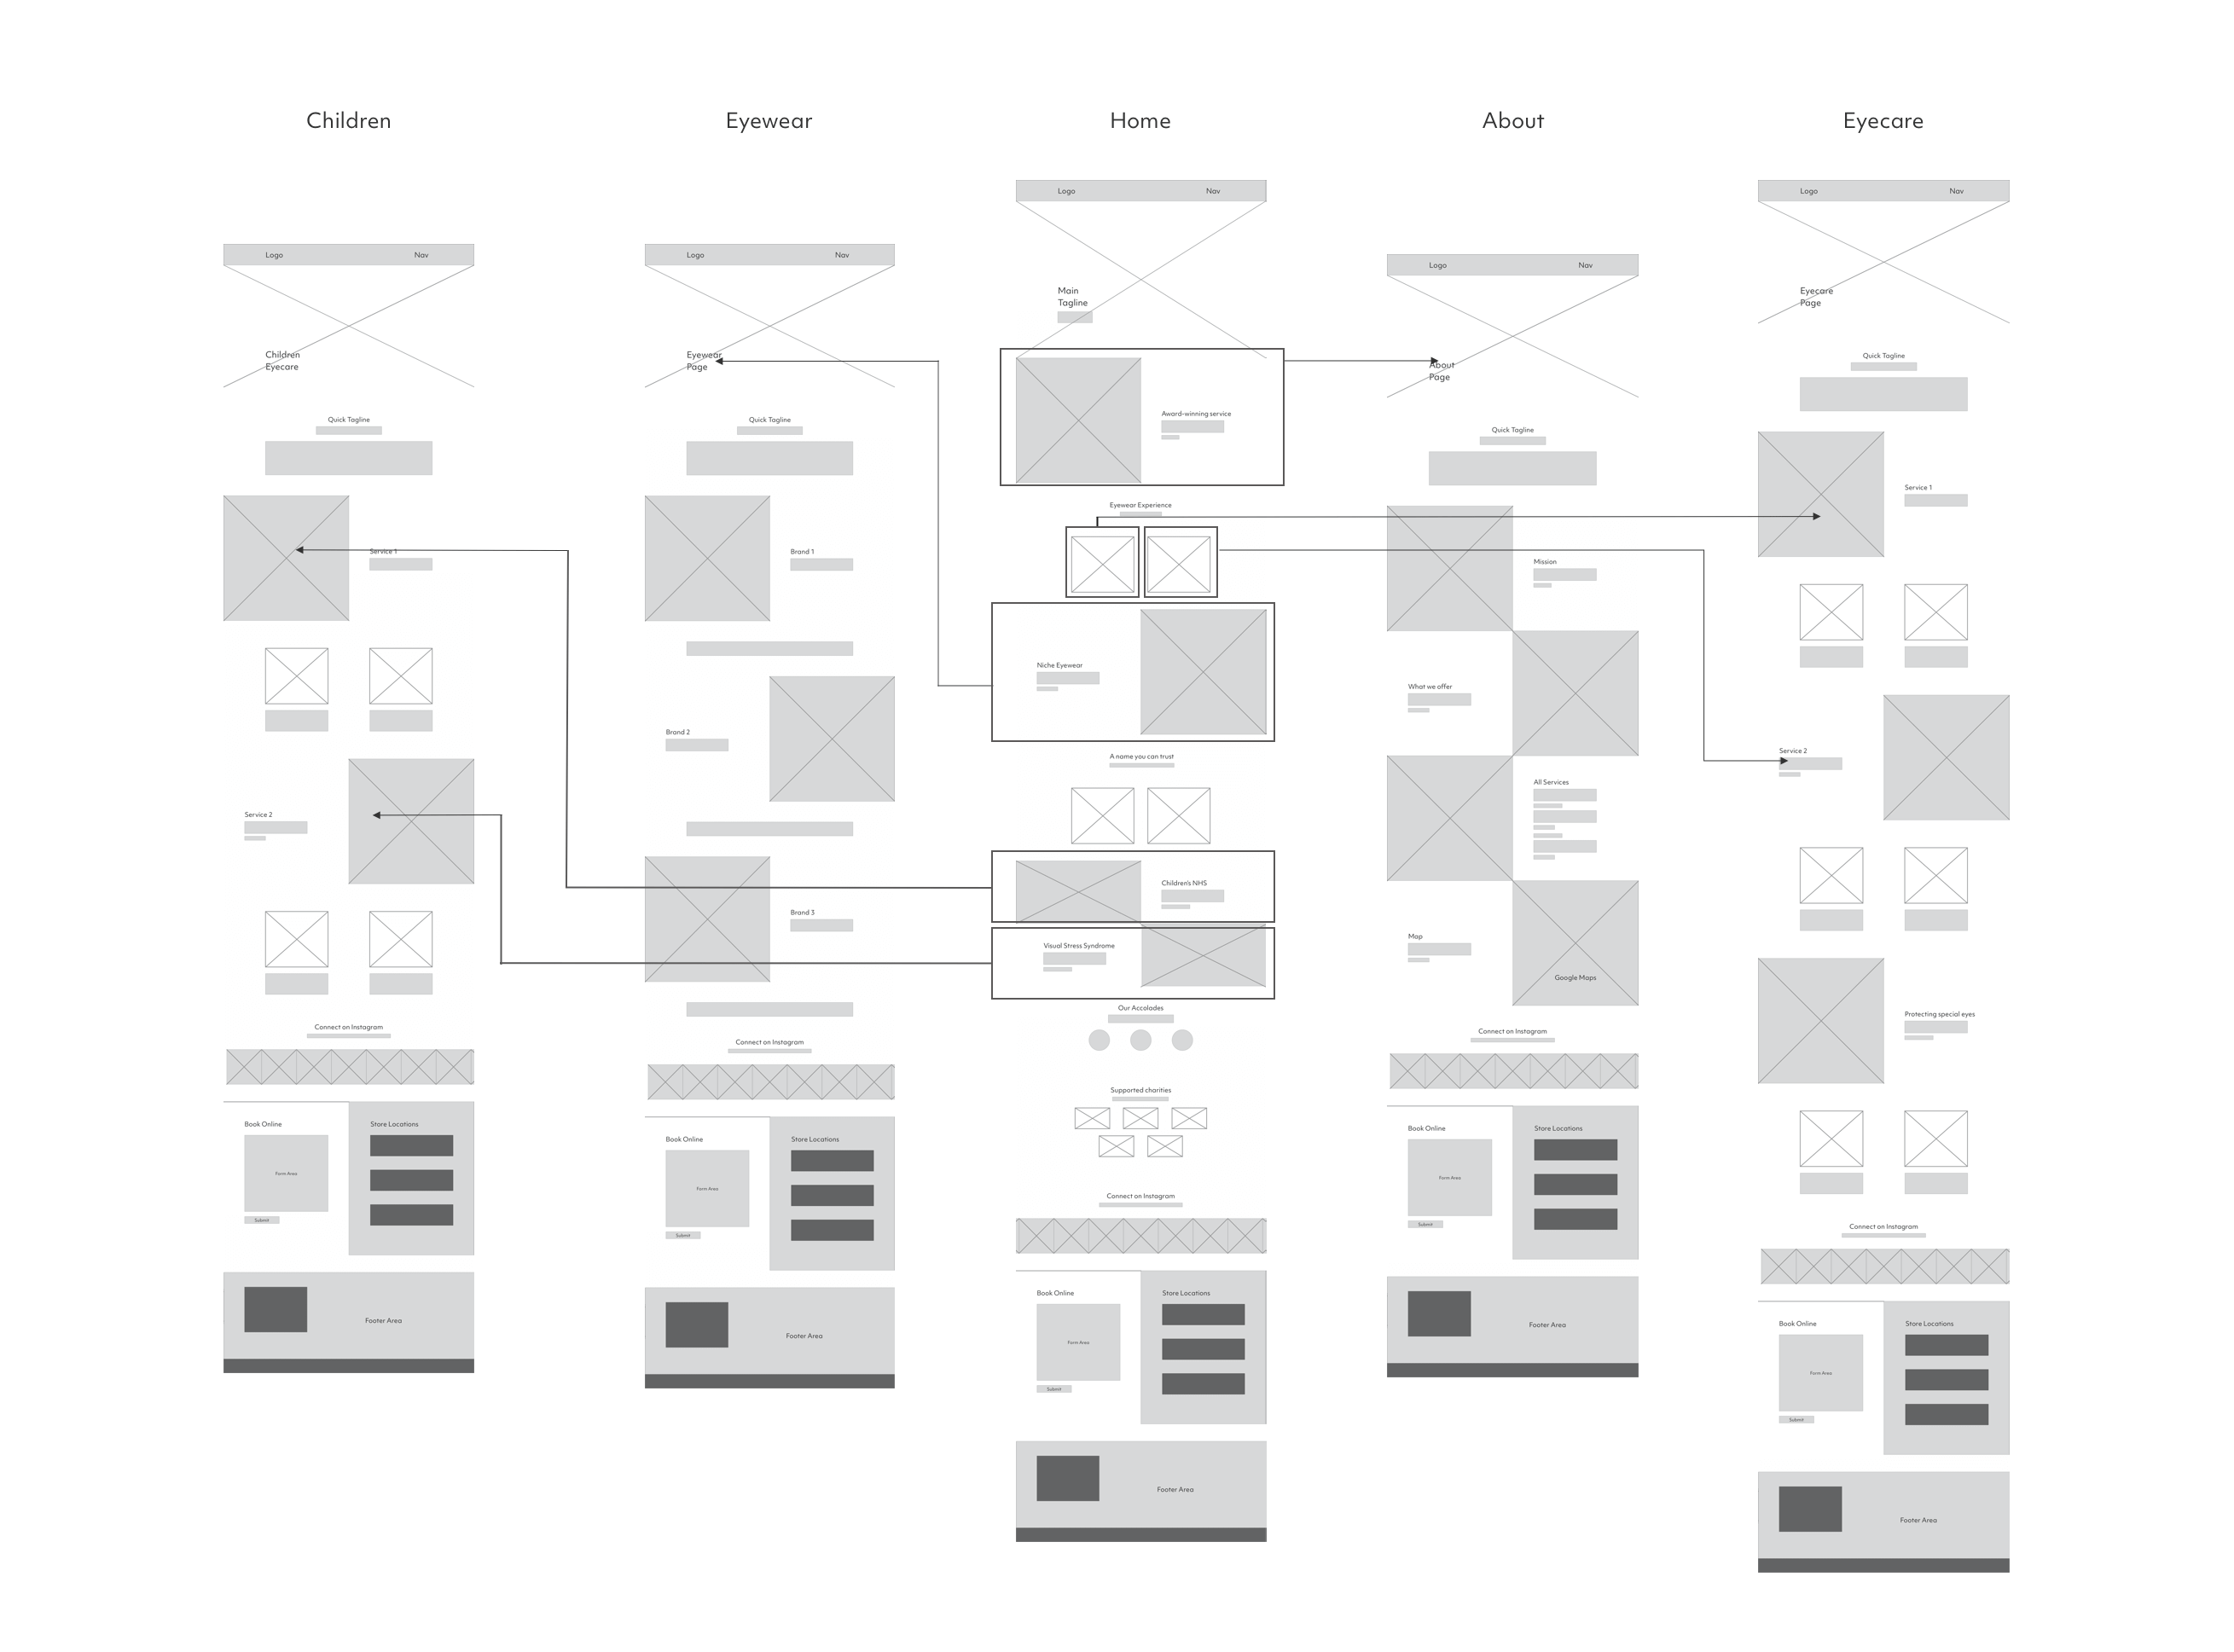 Children
Eyewear
Home
About
Eyecare
Logo
Nav
Children
Eyecare
Quick Tagline
Service 1
Service 2
Connect on Instagram
Book Online
Store Locations
Form Area
Submit
Footer Area
Logo
Nav
Eyewear
Page
Quick Tagline
Brand 1
Brand 2
Brand 3
Connect on Instagram
Book Online
Store Locations
Form Area
Submit
Footer Area
Logo
Nav
Main
Tagline
Award-winning service
Eyewear Experience
Niche Eyewear
A name you can trust
Children's NHS
Visual Stress Syndrome
Our Accolades
Supported charities
Connect on Instagram
Book Online
Store Locations
Form Area
Submit
Footer Area
Logo
Nav
About
Page
Quick Tagline
Mission
What we offer
All Services
Map
Google Maps
Connect on Instagram
Book Online
Store Locations
Form Area
Submit
Footer Area
Logo
Nav
Eyecare
Page
Quick Tagline
Service 1
Service 2
Protecting special eyes
Connect on Instagram
Book Online
Store Locations
Form Area
Submit
Footer Area